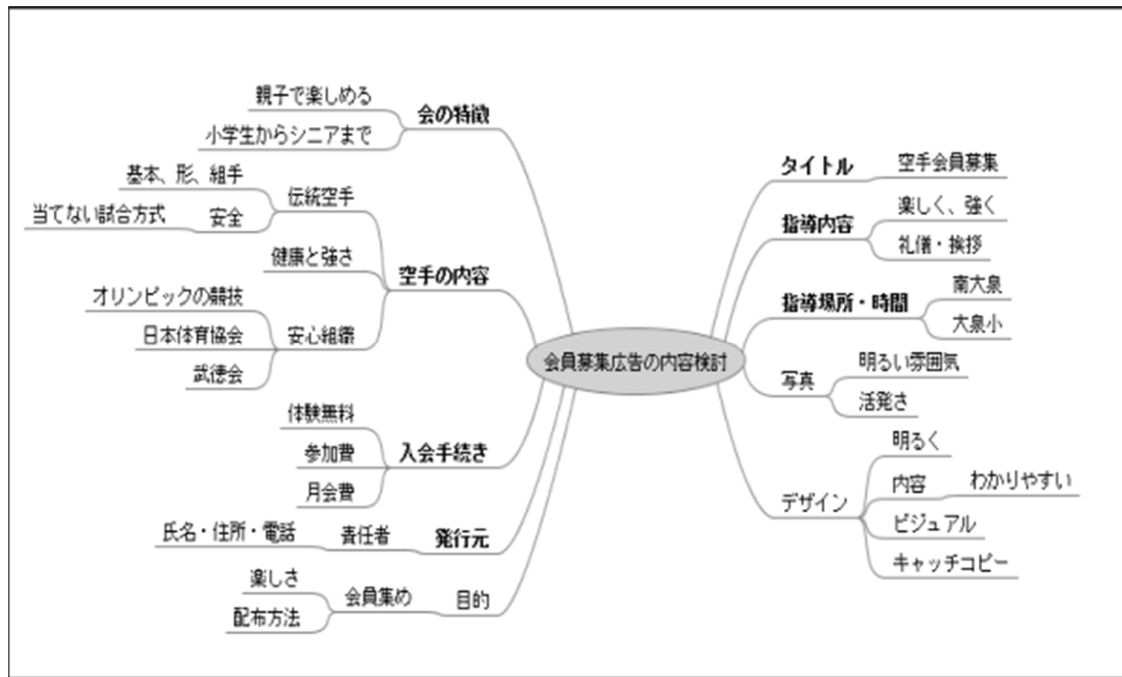 会員募集広告の内容検討
会の特徴
親子で楽しめる
小学生からシニアまで
空手の内容
伝統空手
基本、形、組手
安全
当てない試合方式
健康と強さ
安心組織
オリンピックの競技
日本体育協会
武徳会
入会手続き
体験無料
参加費
月会費
発行元
責任者
氏名・住所・電話
目的
会員集め
楽しさ
配布方法
タイトル
空手会員募集
指導内容
楽しく、強く
礼儀・挨拶
指導場所・時間
南大泉
大泉小
写真
明るい雰囲気
活発さ
デザイン
明るく
内容
わかりやすい
ビジュアル
キャッチコピー